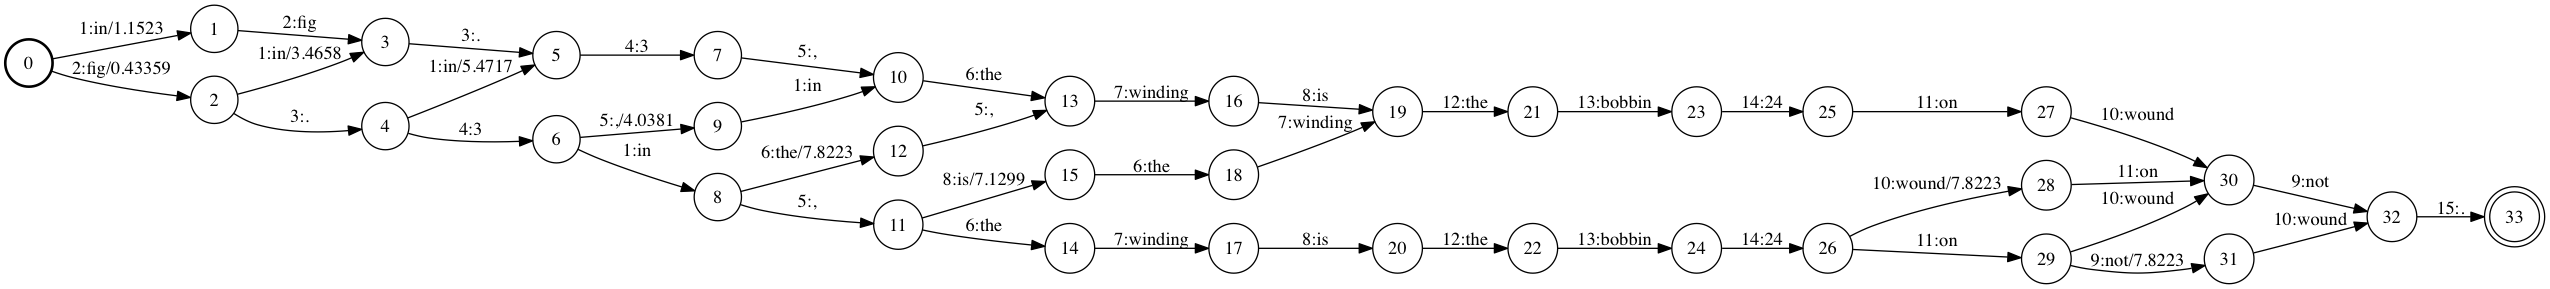 0
1:in/1.1523
2:fig/0.43359
1
2
2:fig
1:in/3.4658
3:.
3
4
3:.
1:in/5.4717
4:3
5
6
4:3
5:,/4.0381
1:in
7
9
8
5:,
1:in
6:the/7.8223
5:,
10
12
11
6:the
5:,
8:is/7.1299
6:the
13
15
14
7:winding
6:the
7:winding
16
18
17
8:is
7:winding
8:is
19
20
12:the
12:the
21
22
13:bobbin
13:bobbin
23
24
14:24
14:24
25
26
11:on
10:wound/7.8223
11:on
27
28
29
10:wound
11:on
10:wound
9:not/7.8223
30
31
9:not
10:wound
32
15:.
33